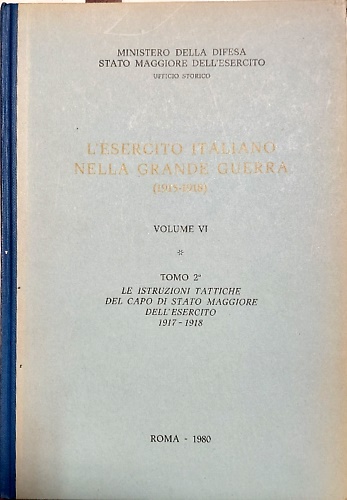 MINISTERO DELLA DIFESA
STATO MAGGIORE DELL'ESERCITO
UFFICIO STORICO
L'ESERCITO ITALIANO
NELLA GRANDE GUERRA
(1915-1918)
VOLUME VI
*
TOMO 2°
LE ISTRUZIONI TATTICHE
DEL CAPO DI STATO MAGGIORE
DELL'ESERCITO
1917-1918
ROMA - 1980